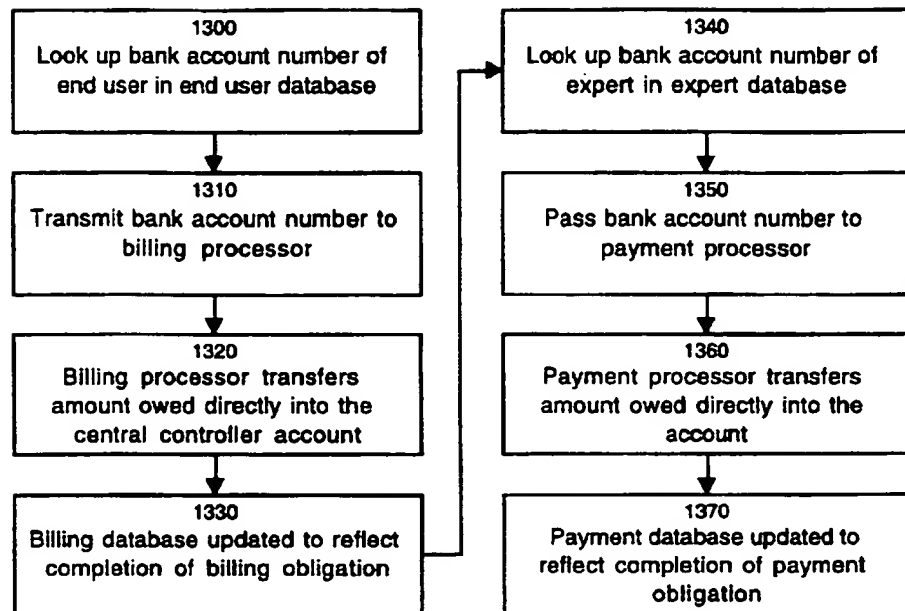 1300
Look up bank account number of
end user in end user database
1310
Transmit bank account number to
billing processor
1320
Billing processor transfers
amount owed directly into the
central controller account
1330
Billing database updated to reflect
completion of billing obligation
1340
Look up bank account number of
expert in expert database
1350
Pass bank account number to
payment processor
1360
Payment processor transfers
amount owed directly into the
account
1370
Payment database updated to
reflect completion of payment
obligation